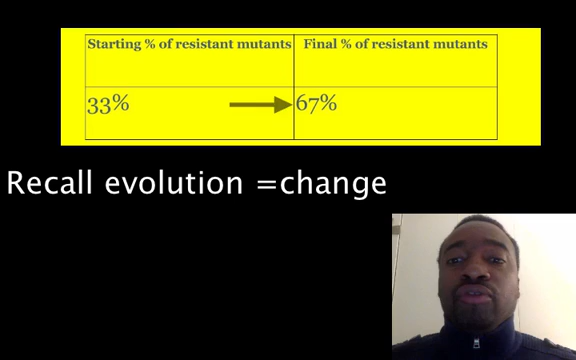 Starting % of resistant mutants Final % of resistant mutants
33% 67%
Recall evolution =change